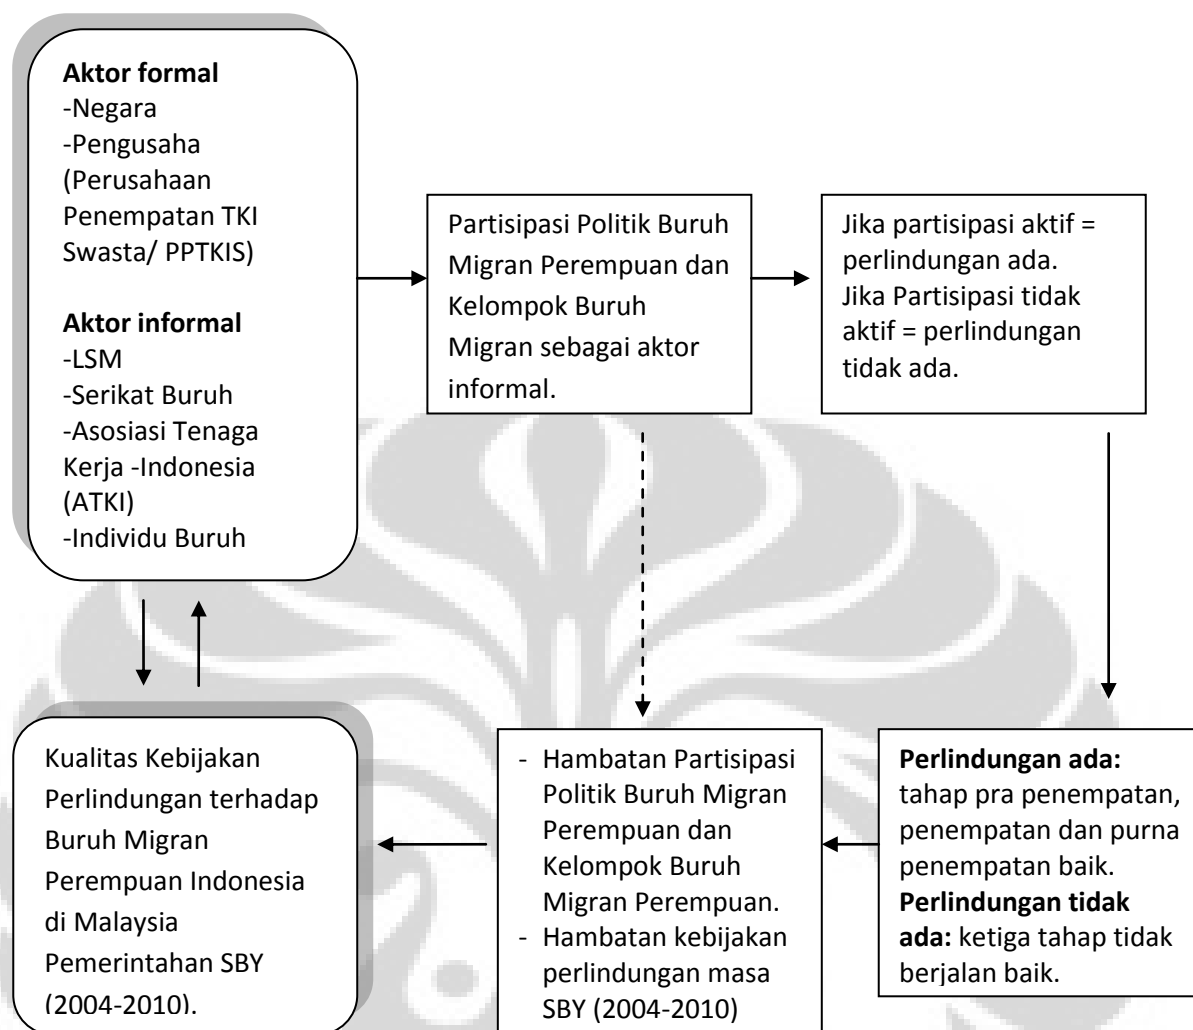 Aktor formal
-Negara
-Pengusaha
(Perusahaan
Penempatan TKI
Swasta/ PPTKIS)
Aktor informal
-LSM
-Serikat Buruh
-Asosiasi Tenaga
Kerja -Indonesia
(ATKI)
-Individu Buruh
Partisipasi Politik Buruh
Migran Perempuan dan
Kelompok Buruh
Migran sebagai aktor
informal.
Jika partisipasi aktif =
perlindungan ada.
Jika Partisipasi tidak
aktif = perlindungan
tidak ada.
Kualitas Kebijakan
Perlindungan terhadap
Buruh Migran
Perempuan Indonesia
di Malaysia
Pemerintahan SBY
(2004-2010).
- Hambatan Partisipasi
Politik Buruh Migran
Perempuan dan
Kelompok Buruh
Migran Perempuan.
- Hambatan kebijakan
perlindungan masa
SBY (2004-2010)
Perlindungan ada:
tahap pra penempatan,
penempatan dan purna
penempatan baik.
Perlindungan tidak
ada: ketiga tahap tidak
berjalan baik.